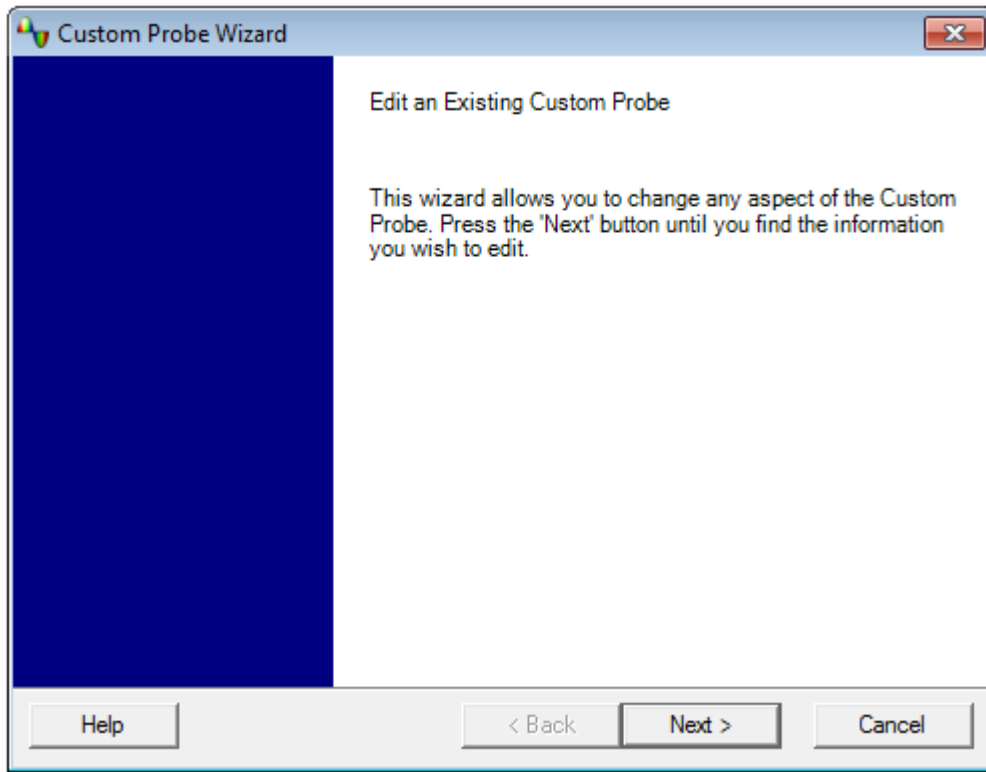 Custom Probe Wizard
Edit an Existing Custom Probe
This wizard allows you to change any aspect of the Custom
Probe. Press the 'Next' button until you find the information
you wish to edit.
Help
< Back
Next >
Cancel